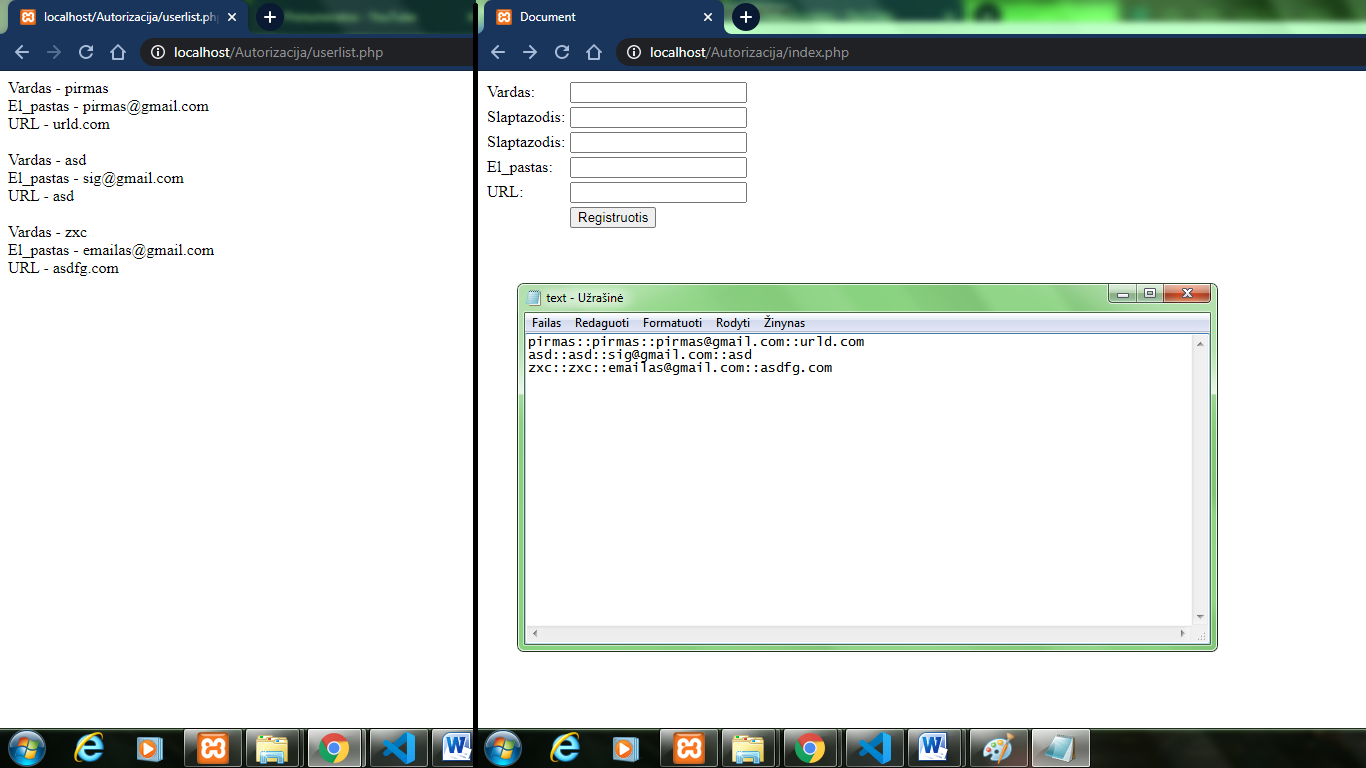 localhost/Autorizacija/userlist.ph
localhost/Autorizacija/userlist.php
Vardas - pirmas
El_pastas - pirmas@gmail.com
URL - urld.com
Vardas - asd
El_pastas - sig@gmail.com
URL - asd
Vardas - zxc
El_pastas - emailas@gmail.com
URL - asdfg.com
Document
localhost/Autorizacija/index.php
Vardas:
Slaptazodis:
Slaptazodis:
El_pastas:
URL:
Registruotis
text - Užrašinė
Failas Redaguoti Formatuoti Rodyti Žinynas
pirmas::pirmas::pirmas@gmail.com::urld.com
asd::asd::sig@gmail.com::asd
zxc::zxc::emailas@gmail.com::asdfg.com